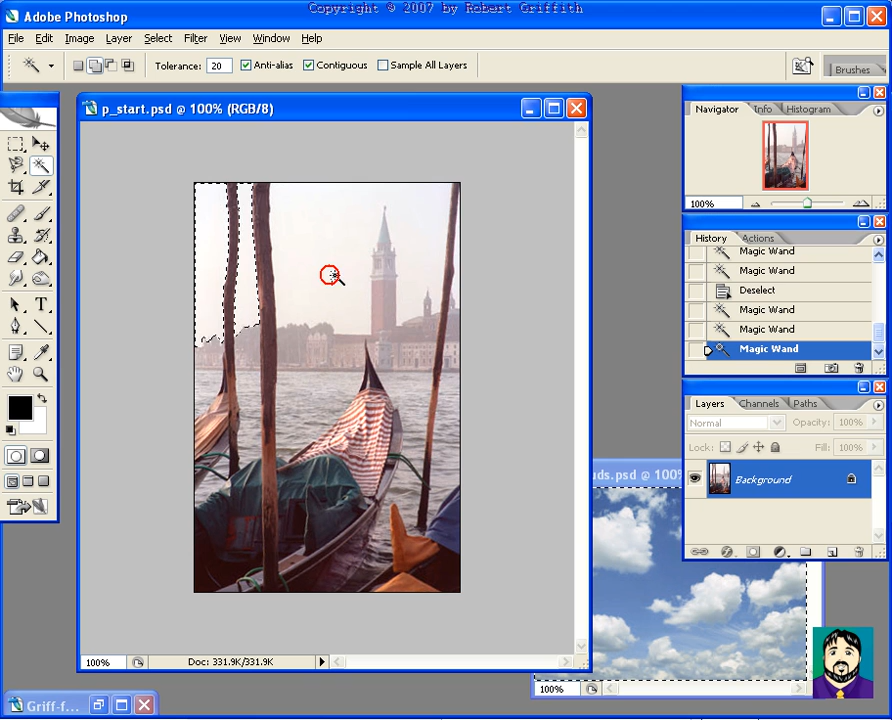 Copyright © 2007 by Robert Griffith
Adobe Photoshop
File Edit Image Layer Select Filter View Window Help
Tolerance: 20 Anti-alias Contiguous Sample All Layers
Brushes
p_start.psd @ 100% (RGB/8)
Navigator Info Histogram
100%
History Actions
Magic Wand
Magic Wand
Deselect
Magic Wand
Magic Wand
Magic Wand
Layers Channels Paths
Normal Opacity: 100%
Lock: Fill: 100%
Background
uds.psd @ 100%
100% Doc: 331.9K/331.9K
100%
Griff-f...